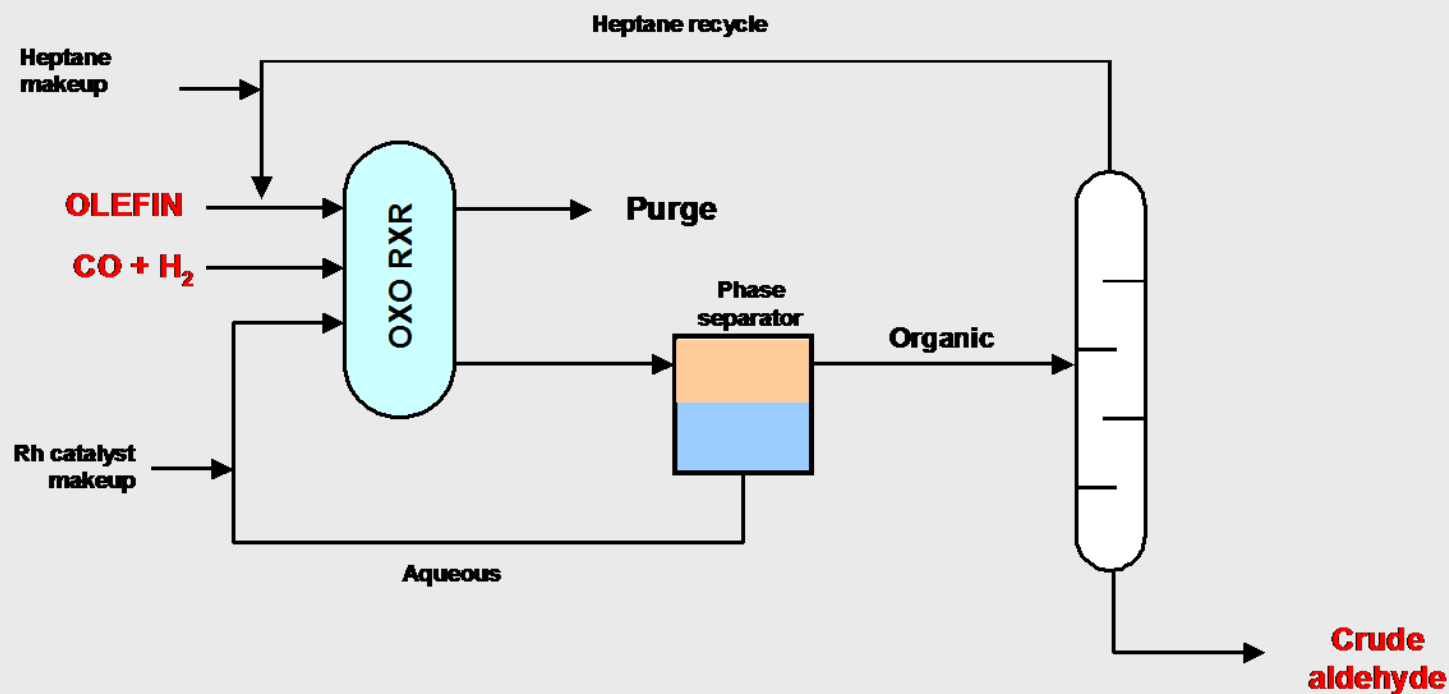 Heptane recycle
Heptane
makeup
OLEFIN
CO + H₂
OXO RXR
Purge
Phase
separator
Organic
Rh catalyst
makeup
Aqueous
Crude
aldehyde